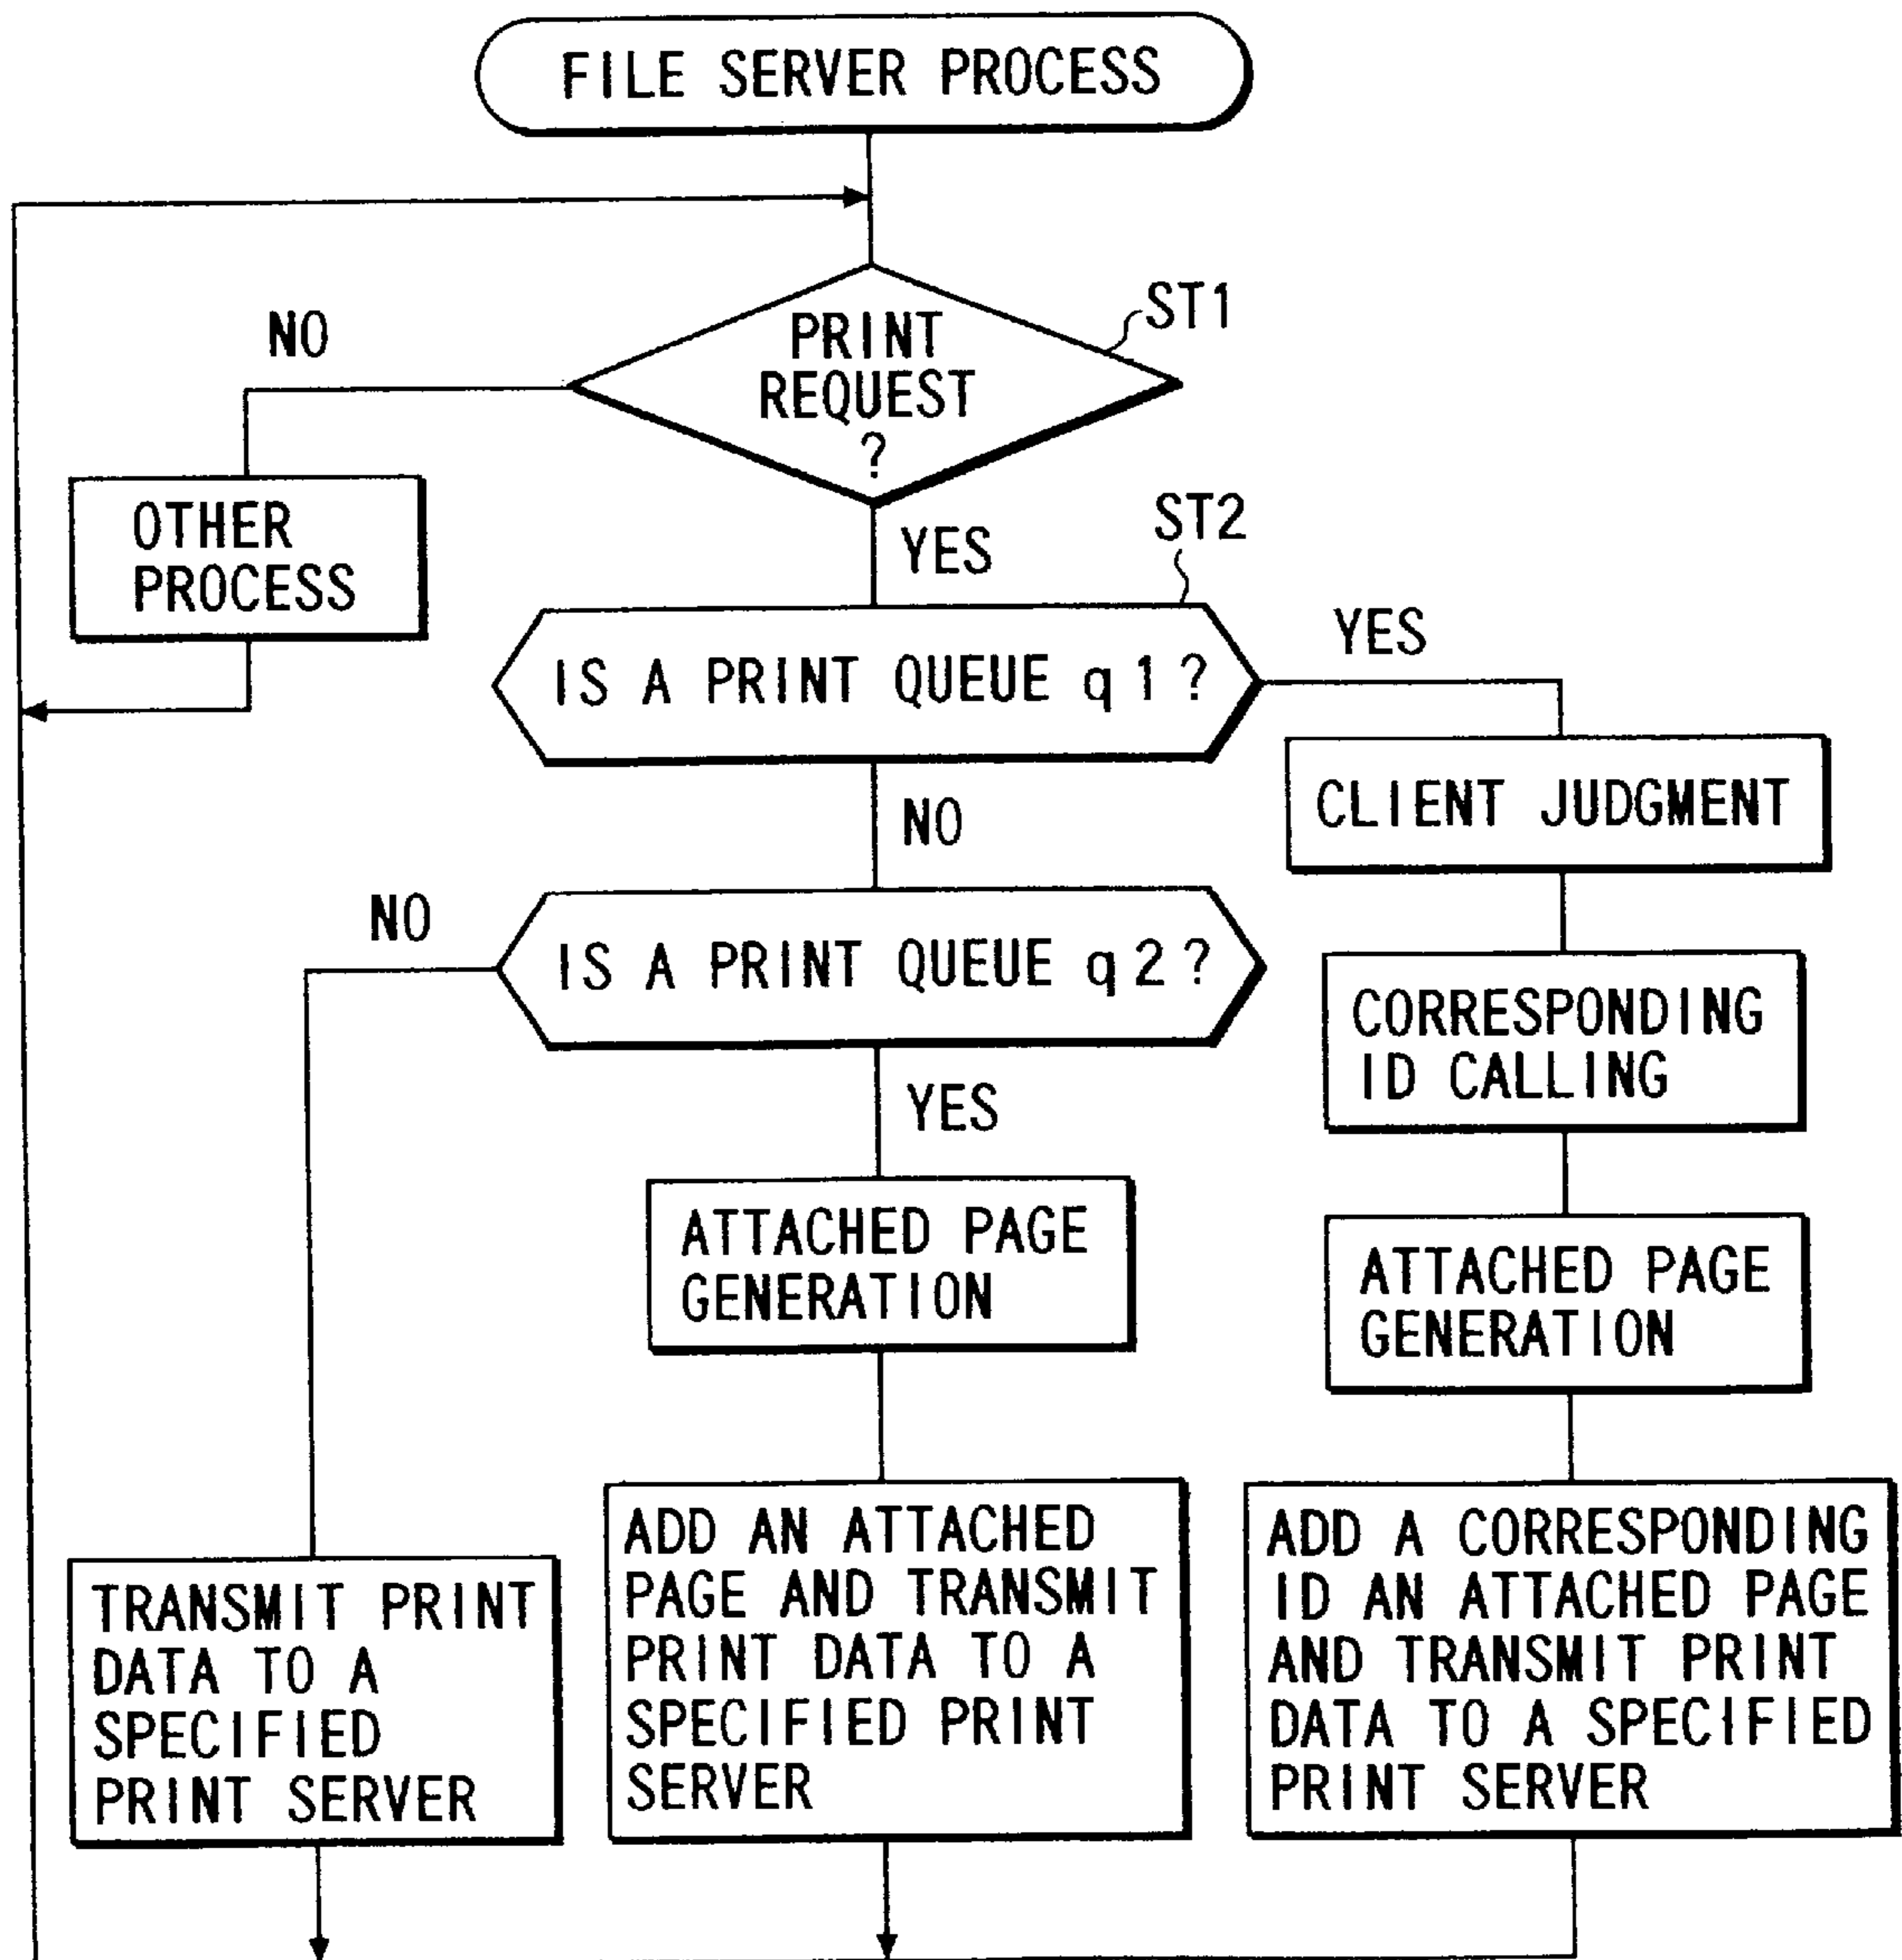 FILE SERVER PROCESS
ST1
PRINT
REQUEST
?
NO
OTHER
PROCESS
YES
ST2
IS A PRINT QUEUE q1?
YES
CLIENT JUDGMENT
NO
IS A PRINT QUEUE q2?
NO
CORRESPONDING
ID CALLING
YES
ATTACHED PAGE
GENERATION
ATTACHED PAGE
GENERATION
TRANSMIT PRINT
DATA TO A
SPECIFIED
PRINT SERVER
ADD AN ATTACHED
PAGE AND TRANSMIT
PRINT DATA TO A
SPECIFIED PRINT
SERVER
ADD A CORRESPONDING
ID AN ATTACHED PAGE
AND TRANSMIT PRINT
DATA TO A SPECIFIED
PRINT SERVER